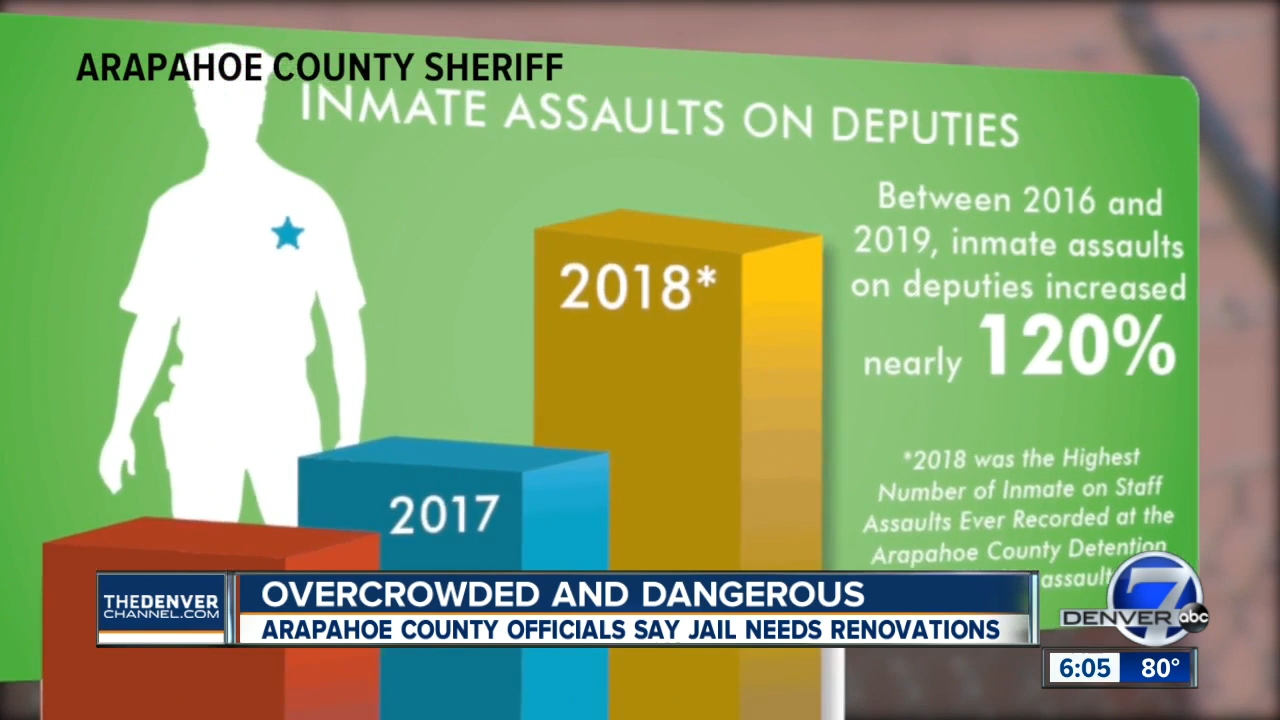 ARAPAHOE COUNTY SHERIFF
INMATE ASSAULTS ON DEPUTIES
Between 2016 and
2019, inmate assaults
on deputies increased
nearly 120%
2018*
2017
*2018 was the Highest
Number of Inmate on Staff
Assaults Ever Recorded at the
Arapahoe County Detention
assault
THEDENVER
CHANNEL.COM
OVERCROWDED AND DANGEROUS
ARAPAHOE COUNTY OFFICIALS SAY JAIL NEEDS RENOVATIONS
DENVER 7 abc
6:05 80°